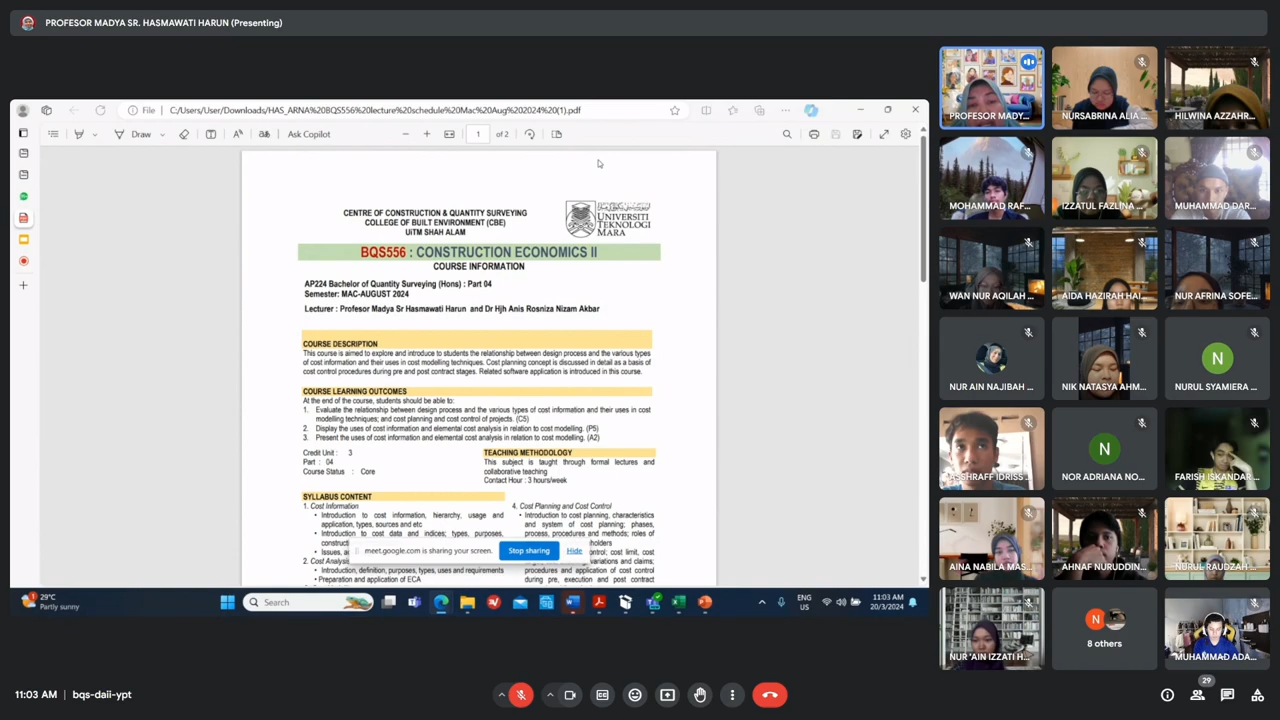 PROFESOR MADYA SR. HASMAWATI HARUN (Presenting)
File C:/Users/User/Downloads/HAS_ARNA%20BQS556%20lecture%20schedule%20Mac%20Aug%202024%20(1).pdf
Draw Ask Copilot 1 of 2
CENTRE OF CONSTRUCTION & QUANTITY SURVEYING
COLLEGE OF BUILT ENVIRONMENT (CBE)
UiTM SHAH ALAM
UNIVERSITI
TEKNOLOGI
MARA
BQS556 : CONSTRUCTION ECONOMICS II
COURSE INFORMATION
AP224 Bachelor of Quantity Surveying (Hons) : Part 04
Semester: MAC-AUGUST 2024
Lecturer : Profesor Madya Sr Hasmawati Harun and Dr Hjh Anis Rosniza Nizam Akbar
COURSE DESCRIPTION
This course is aimed to explore and introduce to students the relationship between design process and the various types
of cost information and their uses in cost modelling techniques. Cost planning concept is discussed in detail as a basis
of cost control procedures during pre and post contract stages. Related software application is introduced in this course.
COURSE LEARNING OUTCOMES
At the end of the course, students should be able to:
1. Evaluate the relationship between design process and the various types of cost information and their uses in cost
modelling techniques; and cost planning and cost control of projects. (C5)
2. Display the uses of cost information and elemental cost analysis in relation to cost modelling. (P5)
3. Present the uses of cost information and elemental cost analysis in relation to cost modelling. (A2)
Credit Unit : 3
Part : 04
Course Status : Core
TEACHING METHODOLOGY
This subject is taught through formal lectures and
collaborative teaching
Contact Hour : 3 hours/week
SYLLABUS CONTENT
1. Cost Information
• Introduction to cost information, hierarchy, usage and
application, types, sources and etc
• Introduction to cost data and indices; types, purposes,
construct
• Issues, a
2. Cost Analysis
• Introduction, definition, purposes, types, uses and requirements
• Preparation and application of ECA
4. Cost Planning and Cost Control
• Introduction to cost planning, characteristics
and system of cost planning; phases,
process, procedures and methods; roles of
holders
ntrol; cost limit, cost
variations and claims;
procedures and application of cost control
during pre, execution and post contract
meet.google.com is sharing your screen. Stop sharing Hide
29°C
Partly sunny
Search
ENG
US
11:03 AM
20/3/2024
PROFESOR MADY...
NURSABRINA ALIA ...
HILWINA AZZAHR...
MOHAMMAD RAF...
IZZATUL FAZLINA ...
MUHAMMAD DAR...
WAN NUR AQILAH ...
AIDA HAZIRAH HAI...
NUR AFRINA SOFE...
NUR AIN NAJIBAH ...
NIK NATASYA AHM...
N
NURUL SYAMIERA ...
ASSHRAFF IDRISS ...
N
NOR ADRIANA NO...
FARISH ISKANDAR ...
AINA NABILA MAS...
AHNAF NURUDDIN...
NURUL RAUDZAH ...
NUR 'AIN IZZATI H...
N
8 others
MUHAMMAD ADA...
11:03 AM | bqs-daii-ypt
29